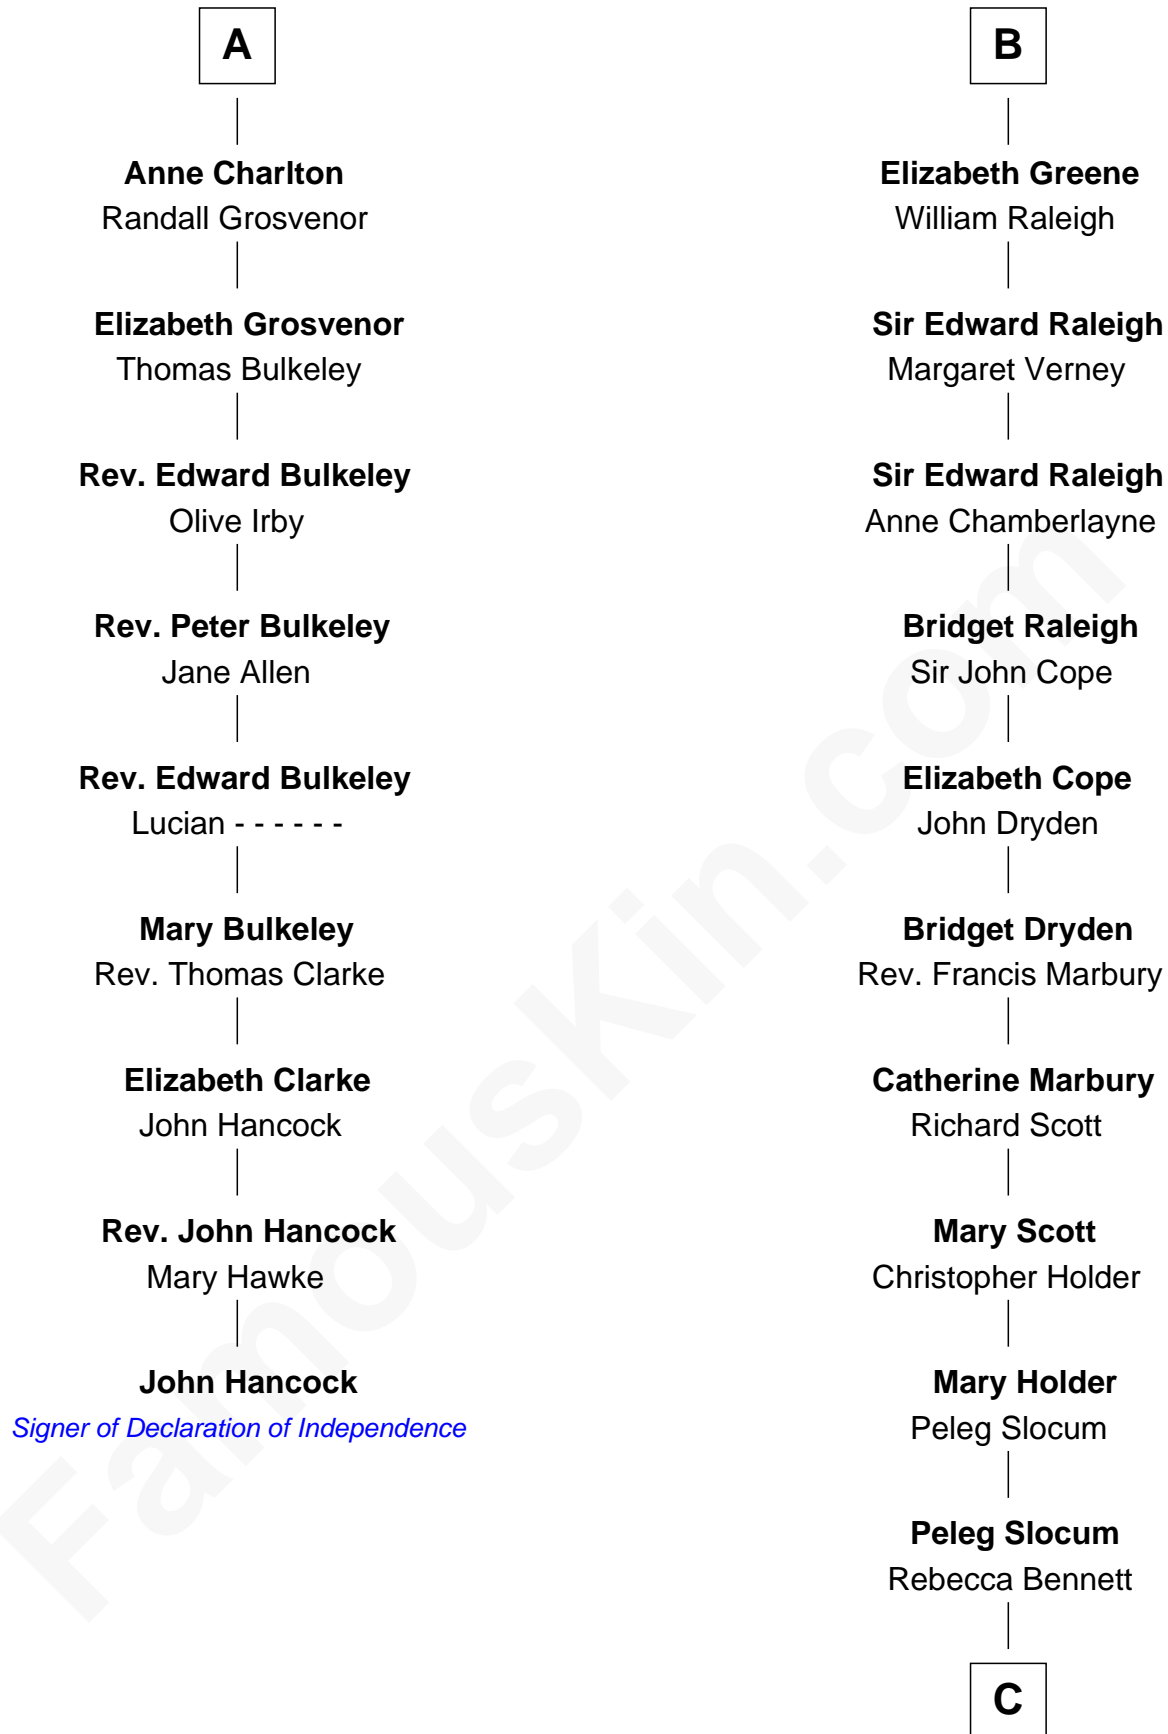 A
Anne Charlton
Randall Grosvenor
Elizabeth Grosvenor
Thomas Bulkeley
Rev. Edward Bulkeley
Olive Irby
Rev. Peter Bulkeley
Jane Allen
Rev. Edward Bulkeley
Lucian - - - - - -
Mary Bulkeley
Rev. Thomas Clarke
Elizabeth Clarke
John Hancock
Rev. John Hancock
Mary Hawke
John Hancock
Signer of Declaration of Independence
B
Elizabeth Greene
William Raleigh
Sir Edward Raleigh
Margaret Verney
Sir Edward Raleigh
Anne Chamberlayne
Bridget Raleigh
Sir John Cope
Elizabeth Cope
John Dryden
Bridget Dryden
Rev. Francis Marbury
Catherine Marbury
Richard Scott
Mary Scott
Christopher Holder
Mary Holder
Peleg Slocum
Peleg Slocum
Rebecca Bennett
C
FamousKin.com